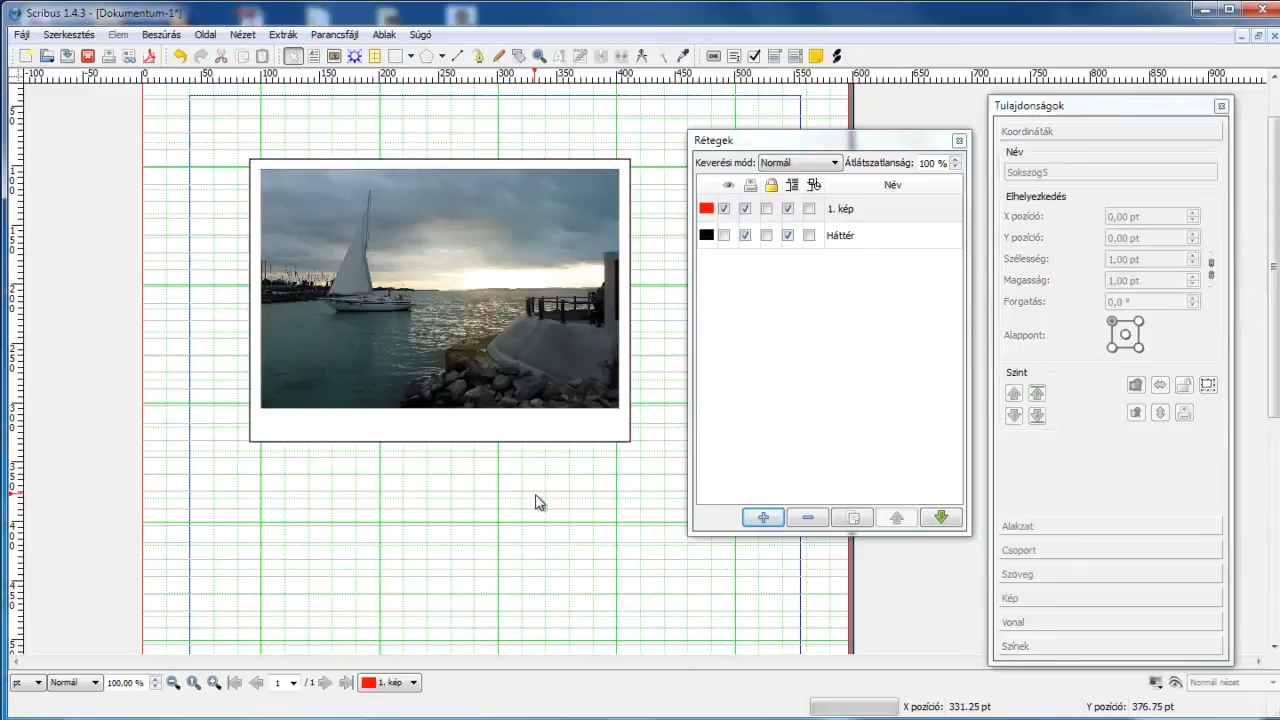 Scribus 1.4.3 - [Dokumentum-1*]
Fájl Szerkesztés Elem Beszúrás Oldal Nézet Extrák Parancsfájl Ablak Súgó
-100 -50 0 50 100 150 200 250 300 350 400 450 500 550 600 650 700 750 800 850 900
Tulajdonságok
Koordináták
Név
Sokszög5
Elhelyezkedés
X pozíció: 0,00 pt
Y pozíció: 0,00 pt
Szélesség: 1,00 pt
Magasság: 1,00 pt
Forgatás: 0,0 °
Alappont:
Szint
Alakzat
Csoport
Szöveg
Kép
Vonal
Színek
Rétegek
Keverési mód: Normál Átlátszatlanság: 100 %
Név
1. kép
Háttér
pt Normál 100,00 % 1 / 1 1. kép Normál nézet
X pozíció: 331.25 pt Y pozíció: 376.75 pt